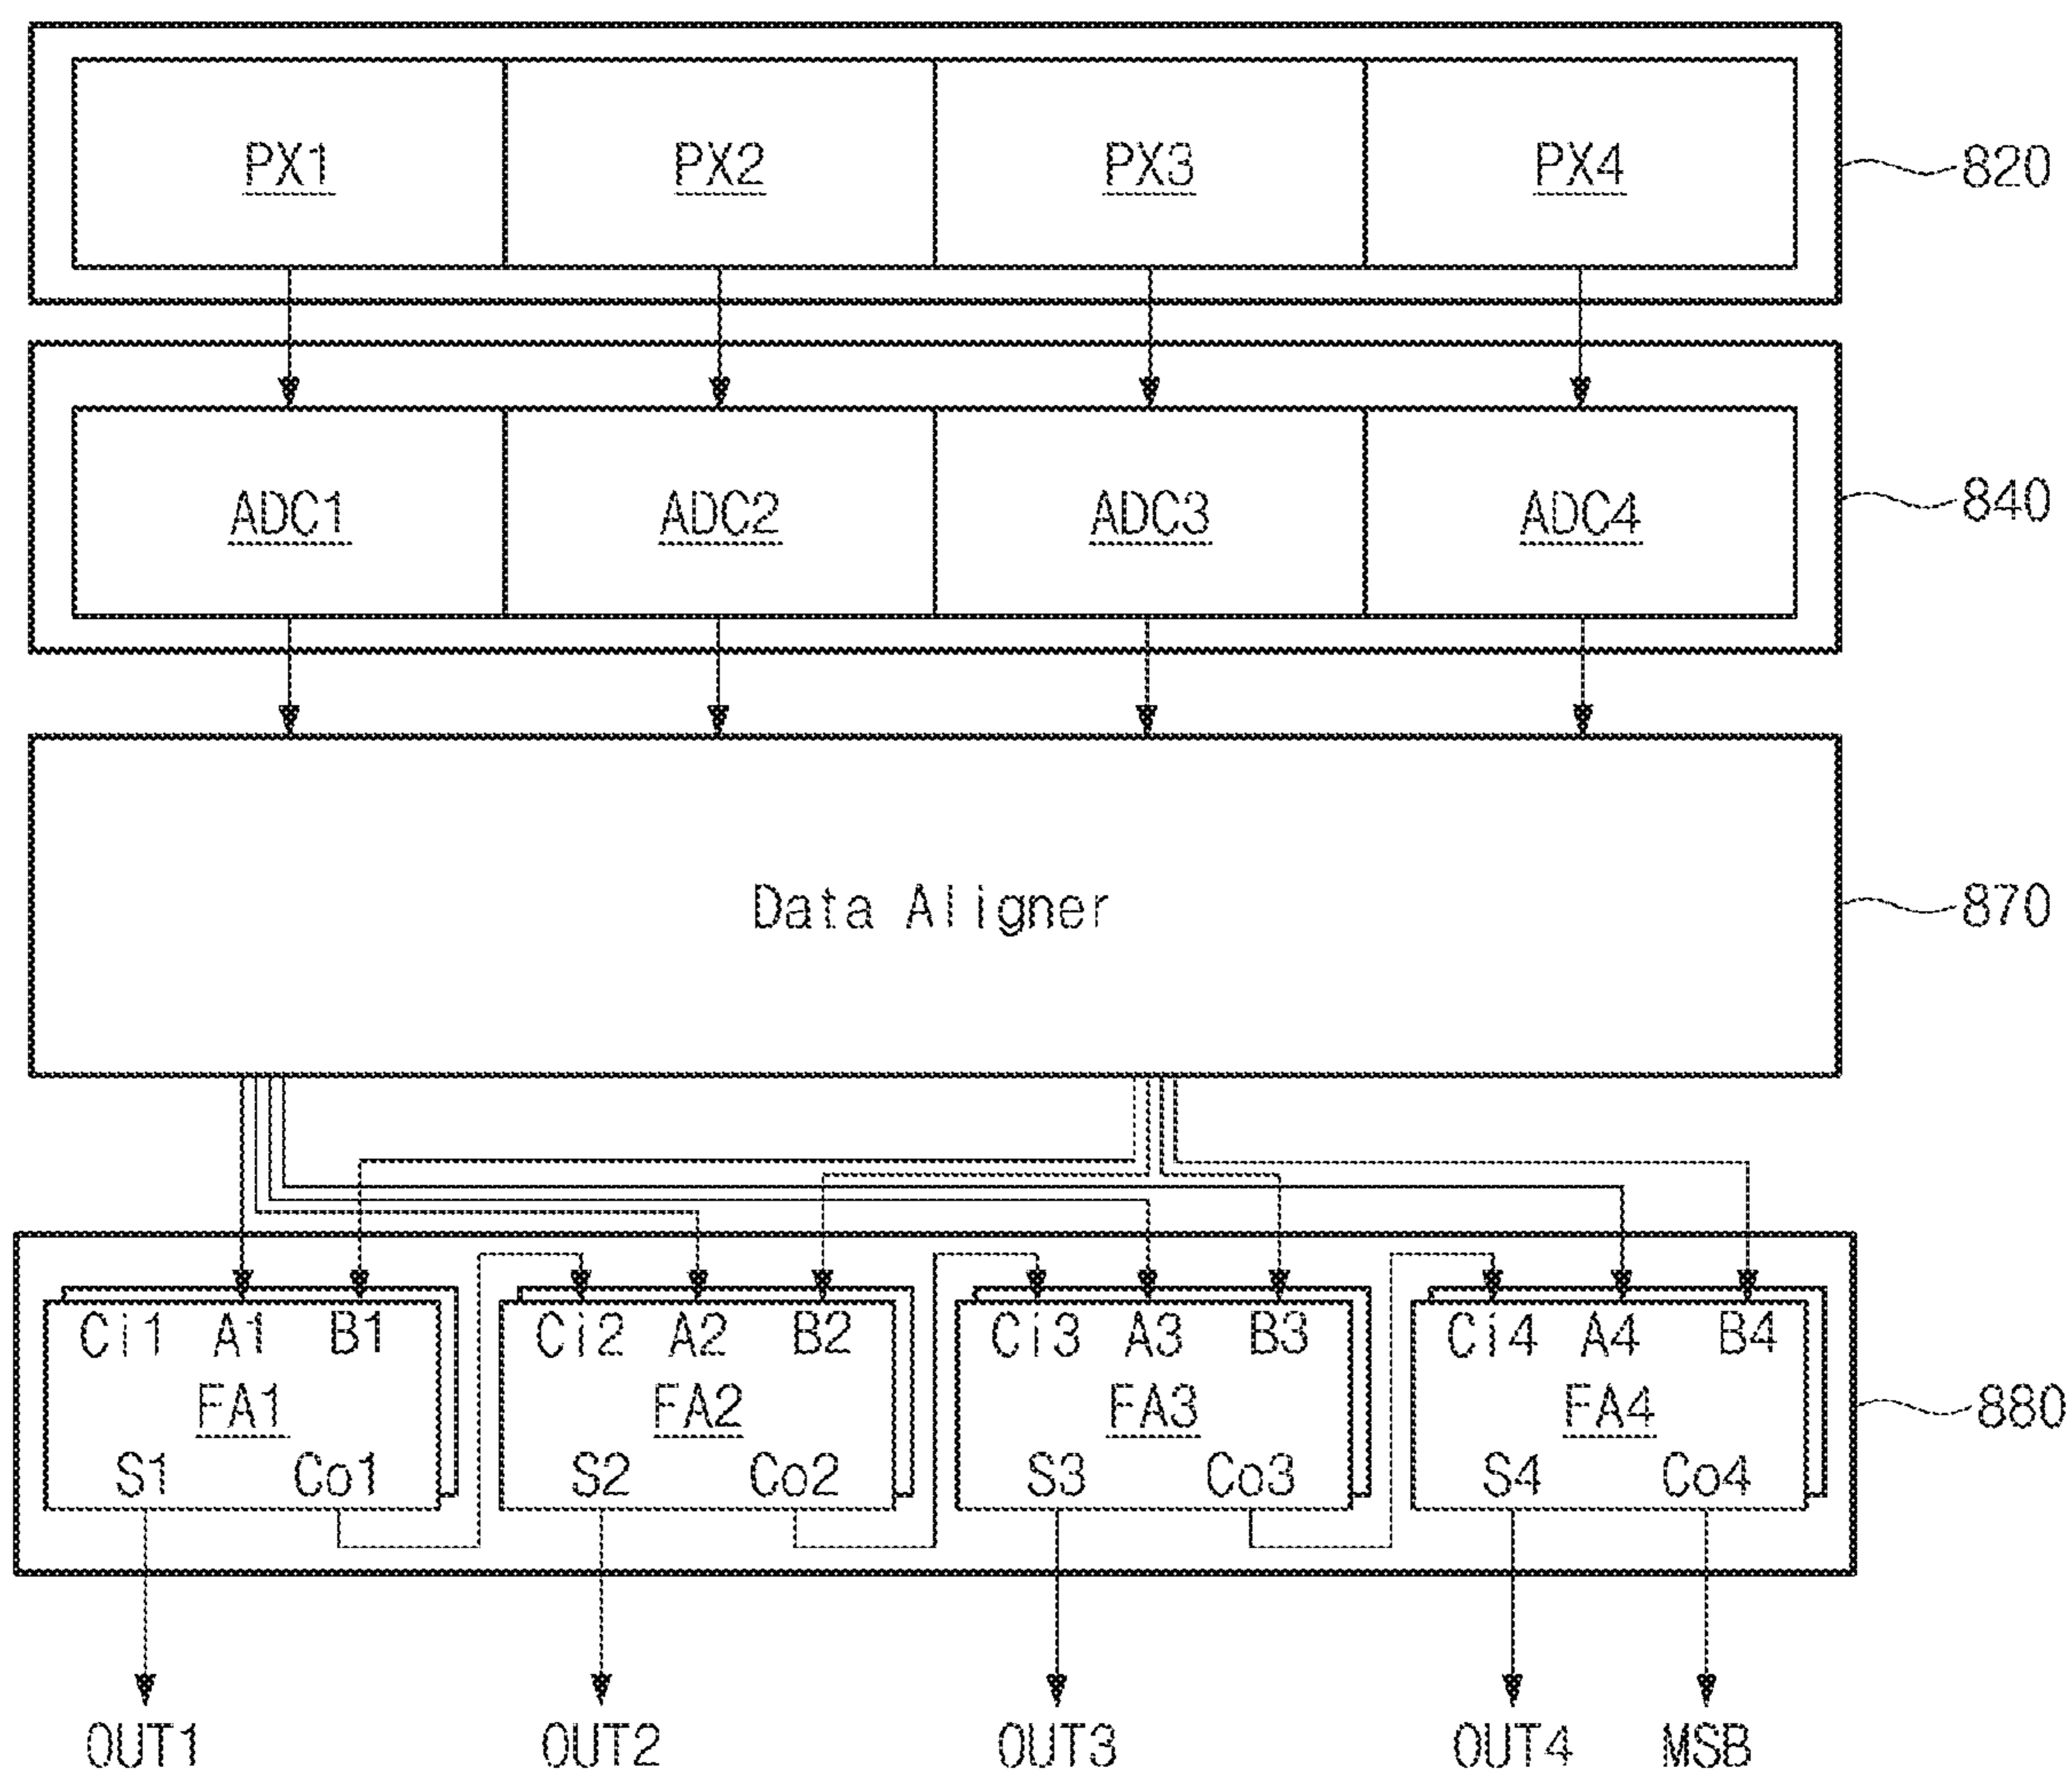 PX1 PX2 PX3 PX4 820
ADC1 ADC2 ADC3 ADC4 840
Data Aligner 870
Ci1 A1 B1 Ci2 A2 B2 Ci3 A3 B3 Ci4 A4 B4
FA1 FA2 FA3 FA4 880
S1 Co1 S2 Co2 S3 Co3 S4 Co4
OUT1 OUT2 OUT3 OUT4 MSB